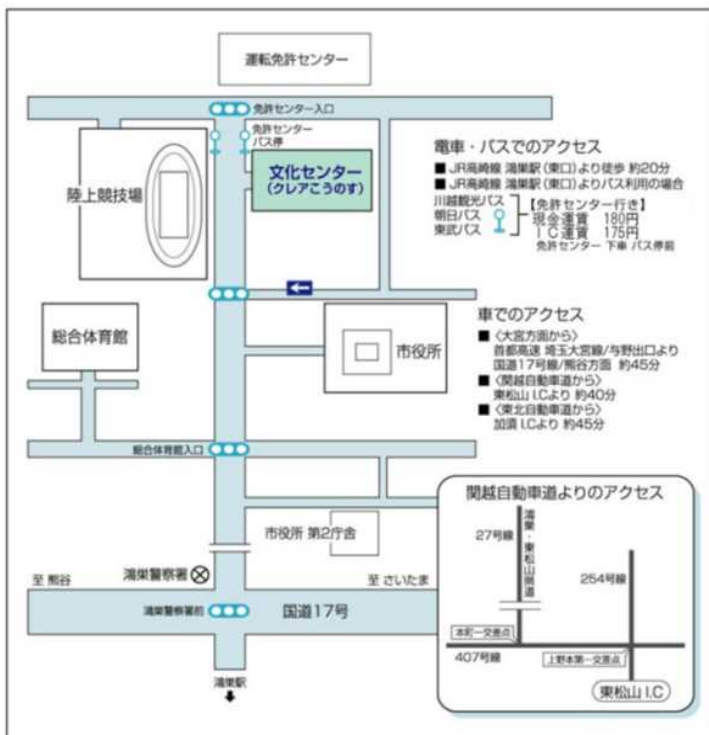 運転免許センター
免許センター入口
免許センター
バス停
文化センター
(クレアこうのす)
陸上競技場
電車・バスでのアクセス
■ JR高崎線 鴻巣駅(東口)より徒歩 約20分
■ JR高崎線 鴻巣駅(東口)よりバス利用の場合
川越観光バス
朝日バス
東武バス
【免許センター行き】
現金運賃 180円
IC運賃 175円
免許センター 下車 バス停前
総合体育館
市役所
車でのアクセス
■〈大宮方面から〉
首都高速 埼玉大宮線/与野出口より
国道17号線/熊谷方面 約45分
■〈関越自動車道から〉
東松山 I.Cより 約40分
■〈東北自動車道から〉
加須 I.Cより 約45分
総合体育館入口
市役所 第2庁舎
至 熊谷
鴻巣警察署
至 さいたま
鴻巣警察署前
国道17号
鴻巣駅
関越自動車道よりのアクセス
27号線
鴻巣・東松山県道
254号線
本町一交差点
407号線
上野本第一交差点
東松山 I.C